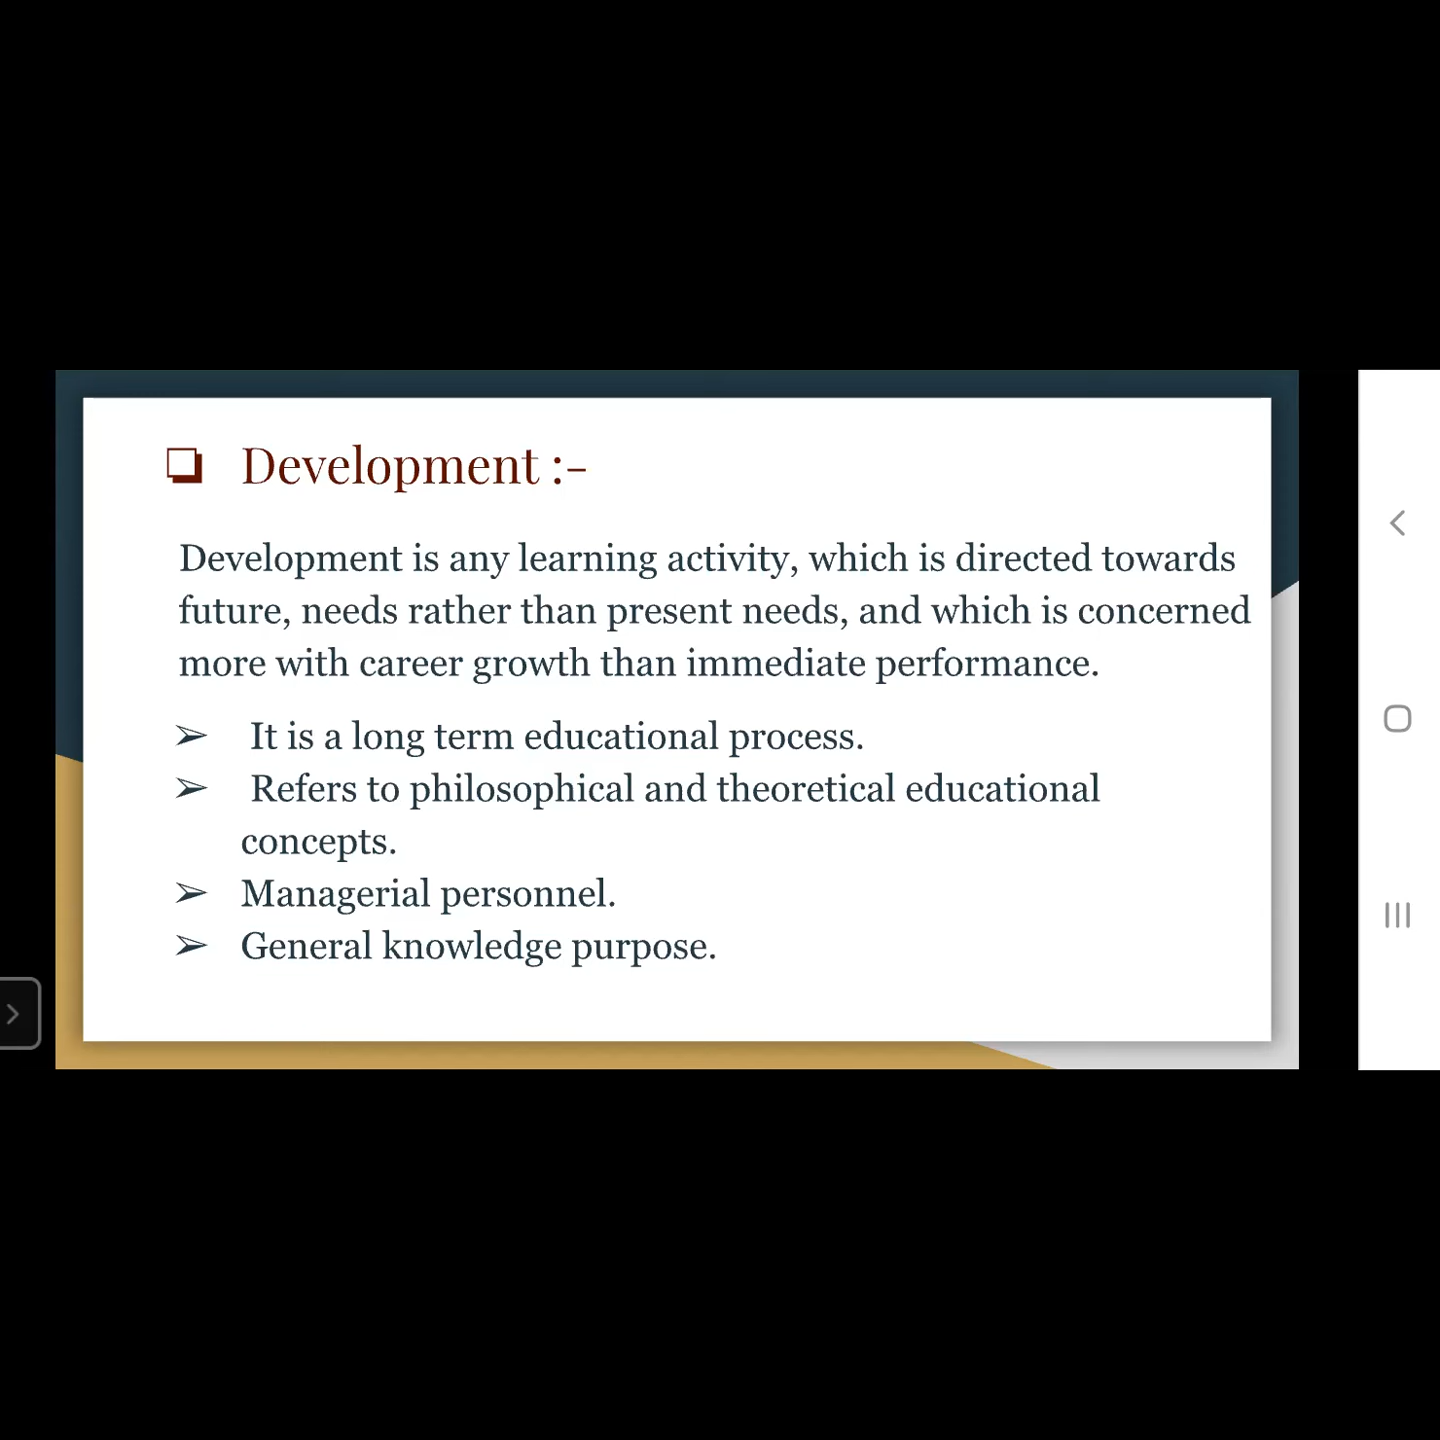 ❑ Development :-
Development is any learning activity, which is directed towards
future, needs rather than present needs, and which is concerned
more with career growth than immediate performance.
➢ It is a long term educational process.
➢ Refers to philosophical and theoretical educational
concepts.
➢ Managerial personnel.
➢ General knowledge purpose.